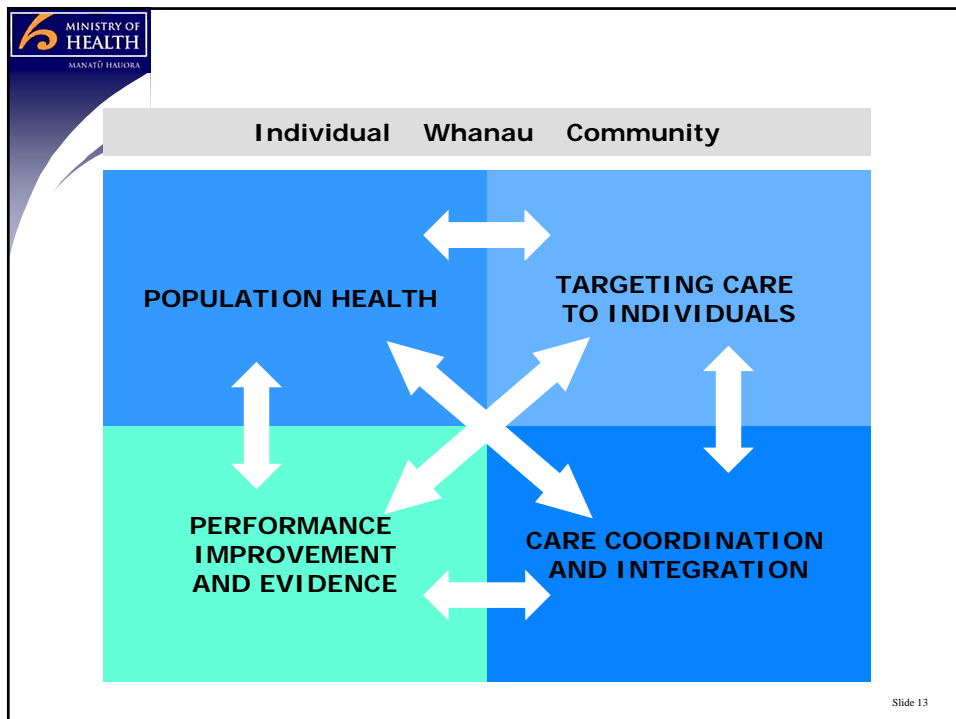 MINISTRY OF
HEALTH
MANATŪ HAUORA
Individual Whanau Community
POPULATION HEALTH
TARGETING CARE
TO INDIVIDUALS
PERFORMANCE
IMPROVEMENT
AND EVIDENCE
CARE COORDINATION
AND INTEGRATION
Slide 13